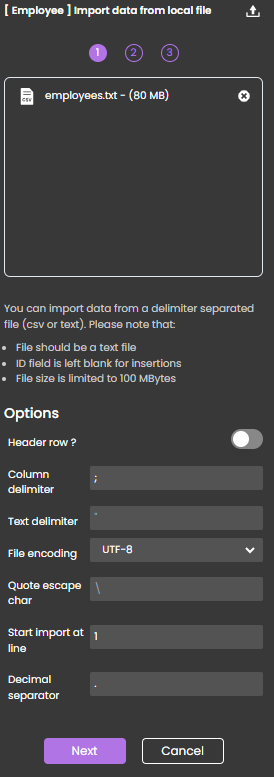 [ Employee ] Import data from local file
1 2 3
CSV employees.txt - (80 MB)
You can import data from a delimiter separated
file (csv or text). Please note that:
• File should be a text file
• ID field is left blank for insertions
• File size is limited to 100 MBytes
Options
Header row ?
Column
delimiter
;
Text delimiter
File encoding UTF-8
Quote escape
char
\
Start import at
line
1
Decimal
separator
.
Next Cancel